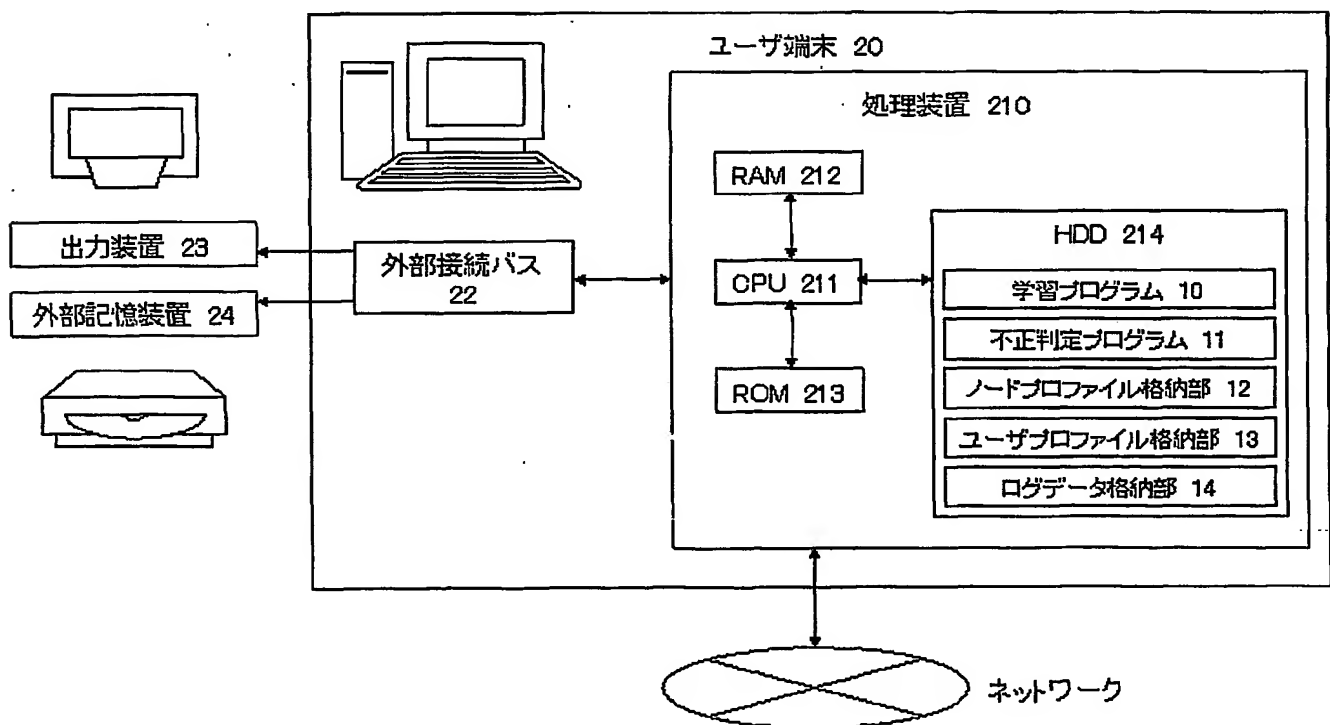 ユーザ端末 20
処理装置 210
RAM 212
CPU 211
ROM 213
HDD 214
学習プログラム 10
不正判定プログラム 11
ノードプロファイル格納部 12
ユーザプロファイル格納部 13
ログデータ格納部 14
外部接続バス
22
出力装置 23
外部記憶装置 24
ネットワーク